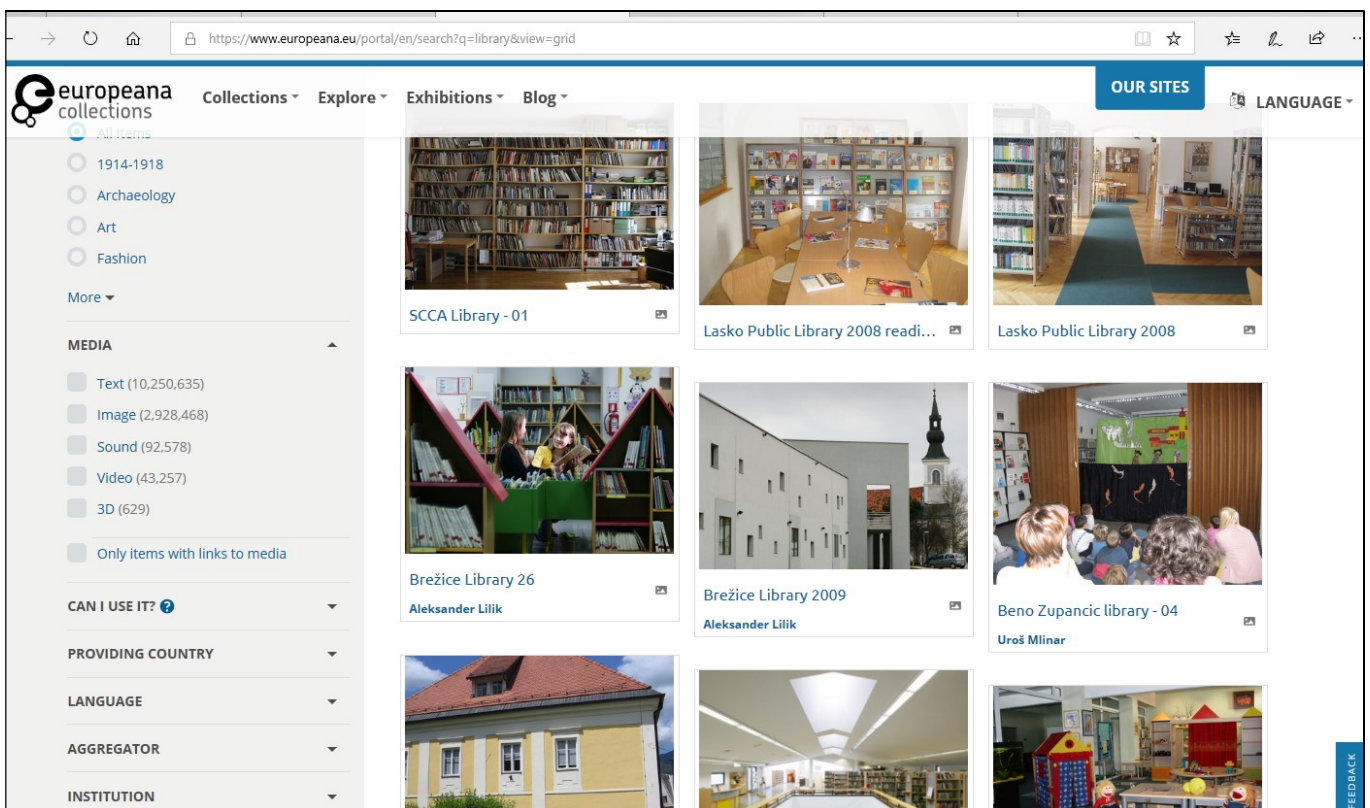 https://www.europeana.eu/portal/en/search?q=library&view=grid
europeana
collections
Collections
Explore
Exhibitions
Blog
OUR SITES
LANGUAGE
All Items
1914-1918
Archaeology
Art
Fashion
More
MEDIA
Text (10,250,635)
Image (2,928,468)
Sound (92,578)
Video (43,257)
3D (629)
Only items with links to media
CAN I USE IT? ?
PROVIDING COUNTRY
LANGUAGE
AGGREGATOR
INSTITUTION
SCCA Library - 01
Lasko Public Library 2008 readi...
Lasko Public Library 2008
Brežice Library 26
Aleksander Lilik
Brežice Library 2009
Aleksander Lilik
Beno Zupancic library - 04
Uroš Mlinar
FEEDBACK